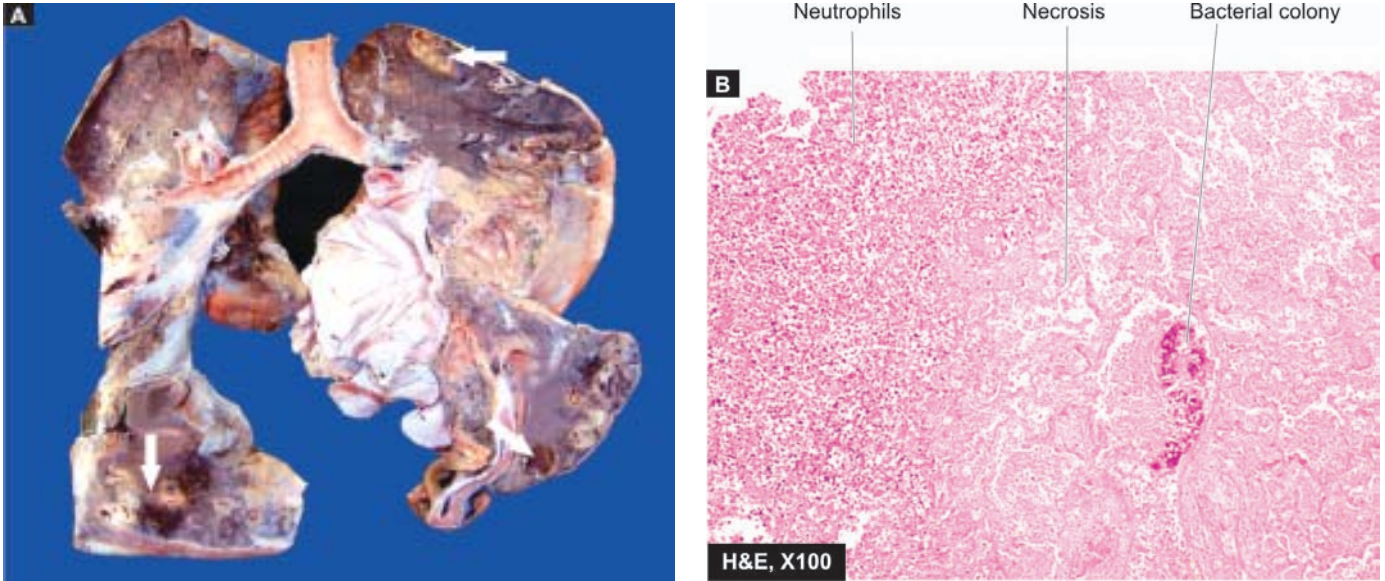 A
Neutrophils
Necrosis
Bacterial colony
B
H&E, X100